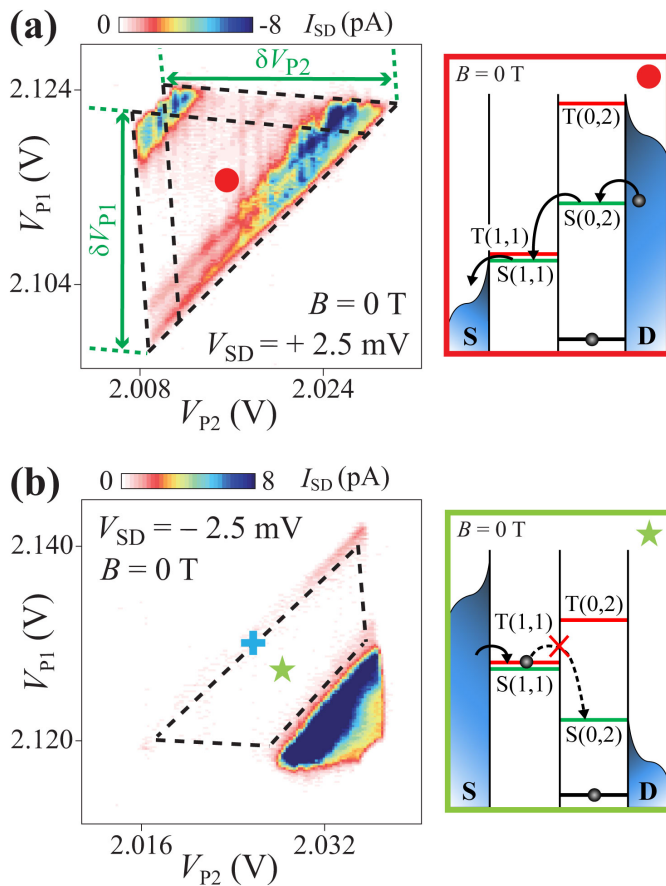 (a)
0 -8 I_SD (pA)
δV_P2
2.124
V_P1 (V)
δV_P1
2.104
B = 0 T
V_SD = + 2.5 mV
2.008 2.024
V_P2 (V)
B = 0 T
T(0,2)
S(0,2)
T(1,1)
S(1,1)
S D
(b)
0 8 I_SD (pA)
V_SD = – 2.5 mV
B = 0 T
2.140
V_P1 (V)
2.120
2.016 2.032
V_P2 (V)
B = 0 T
T(0,2)
T(1,1)
S(1,1)
S(0,2)
S D